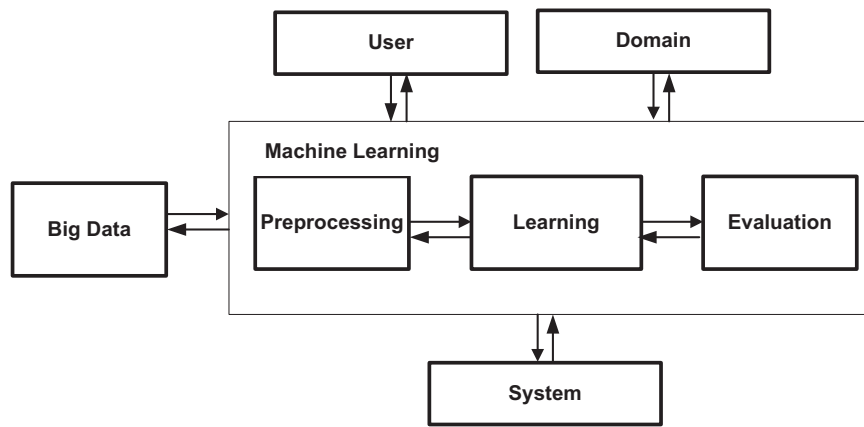 User
Domain
Machine Learning
Big Data
Preprocessing
Learning
Evaluation
System